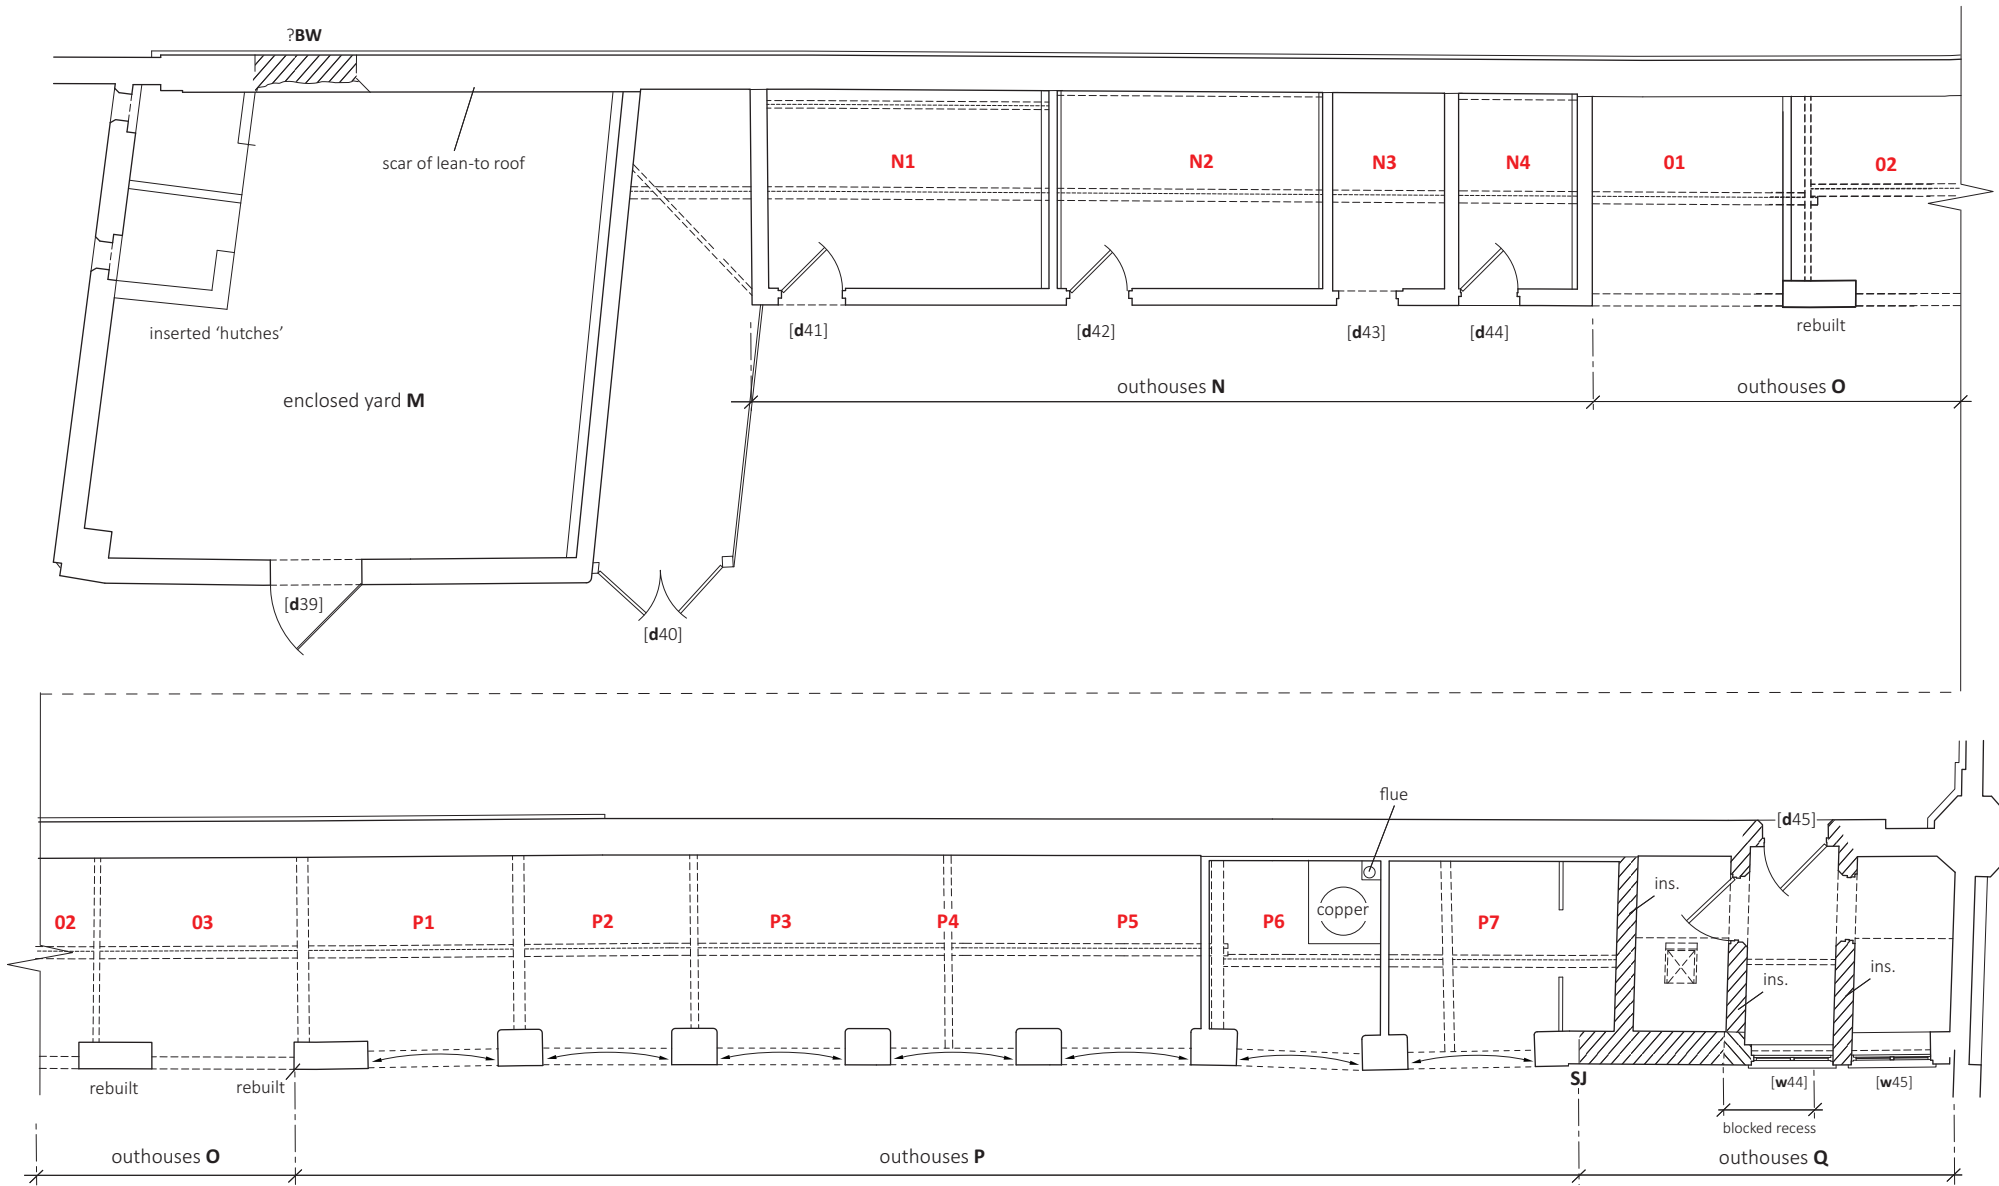 ?BW
scar of lean-to roof
N1
N2
N3
N4
01
02
inserted ‘hutches’
[d41]
[d42]
[d43]
[d44]
rebuilt
enclosed yard M
outhouses N
outhouses O
[d39]
[d40]
flue
[d45]
copper
ins.
02
03
P1
P2
P3
P4
P5
P6
P7
ins.
ins.
rebuilt
rebuilt
SJ
[w44]
[w45]
blocked recess
outhouses O
outhouses P
outhouses Q